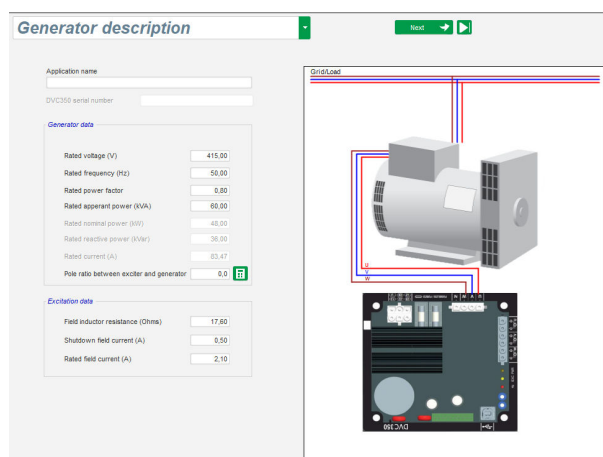 Generator description
Next
Application name
DVC350 serial number
Generator data
Rated voltage (V) 415,00
Rated frequency (Hz) 50,00
Rated power factor 0,80
Rated apperant power (kVA) 60,00
Rated nominal power (kW) 48,00
Rated reactive power (kVar) 36,00
Rated current (A) 83,47
Pole ratio between exciter and generator 0,0
Excitation data
Field inductor resistance (Ohms) 17,60
Shutdown field current (A) 0,50
Rated field current (A) 2,10
Grid/Load
U
V
W
DVC350